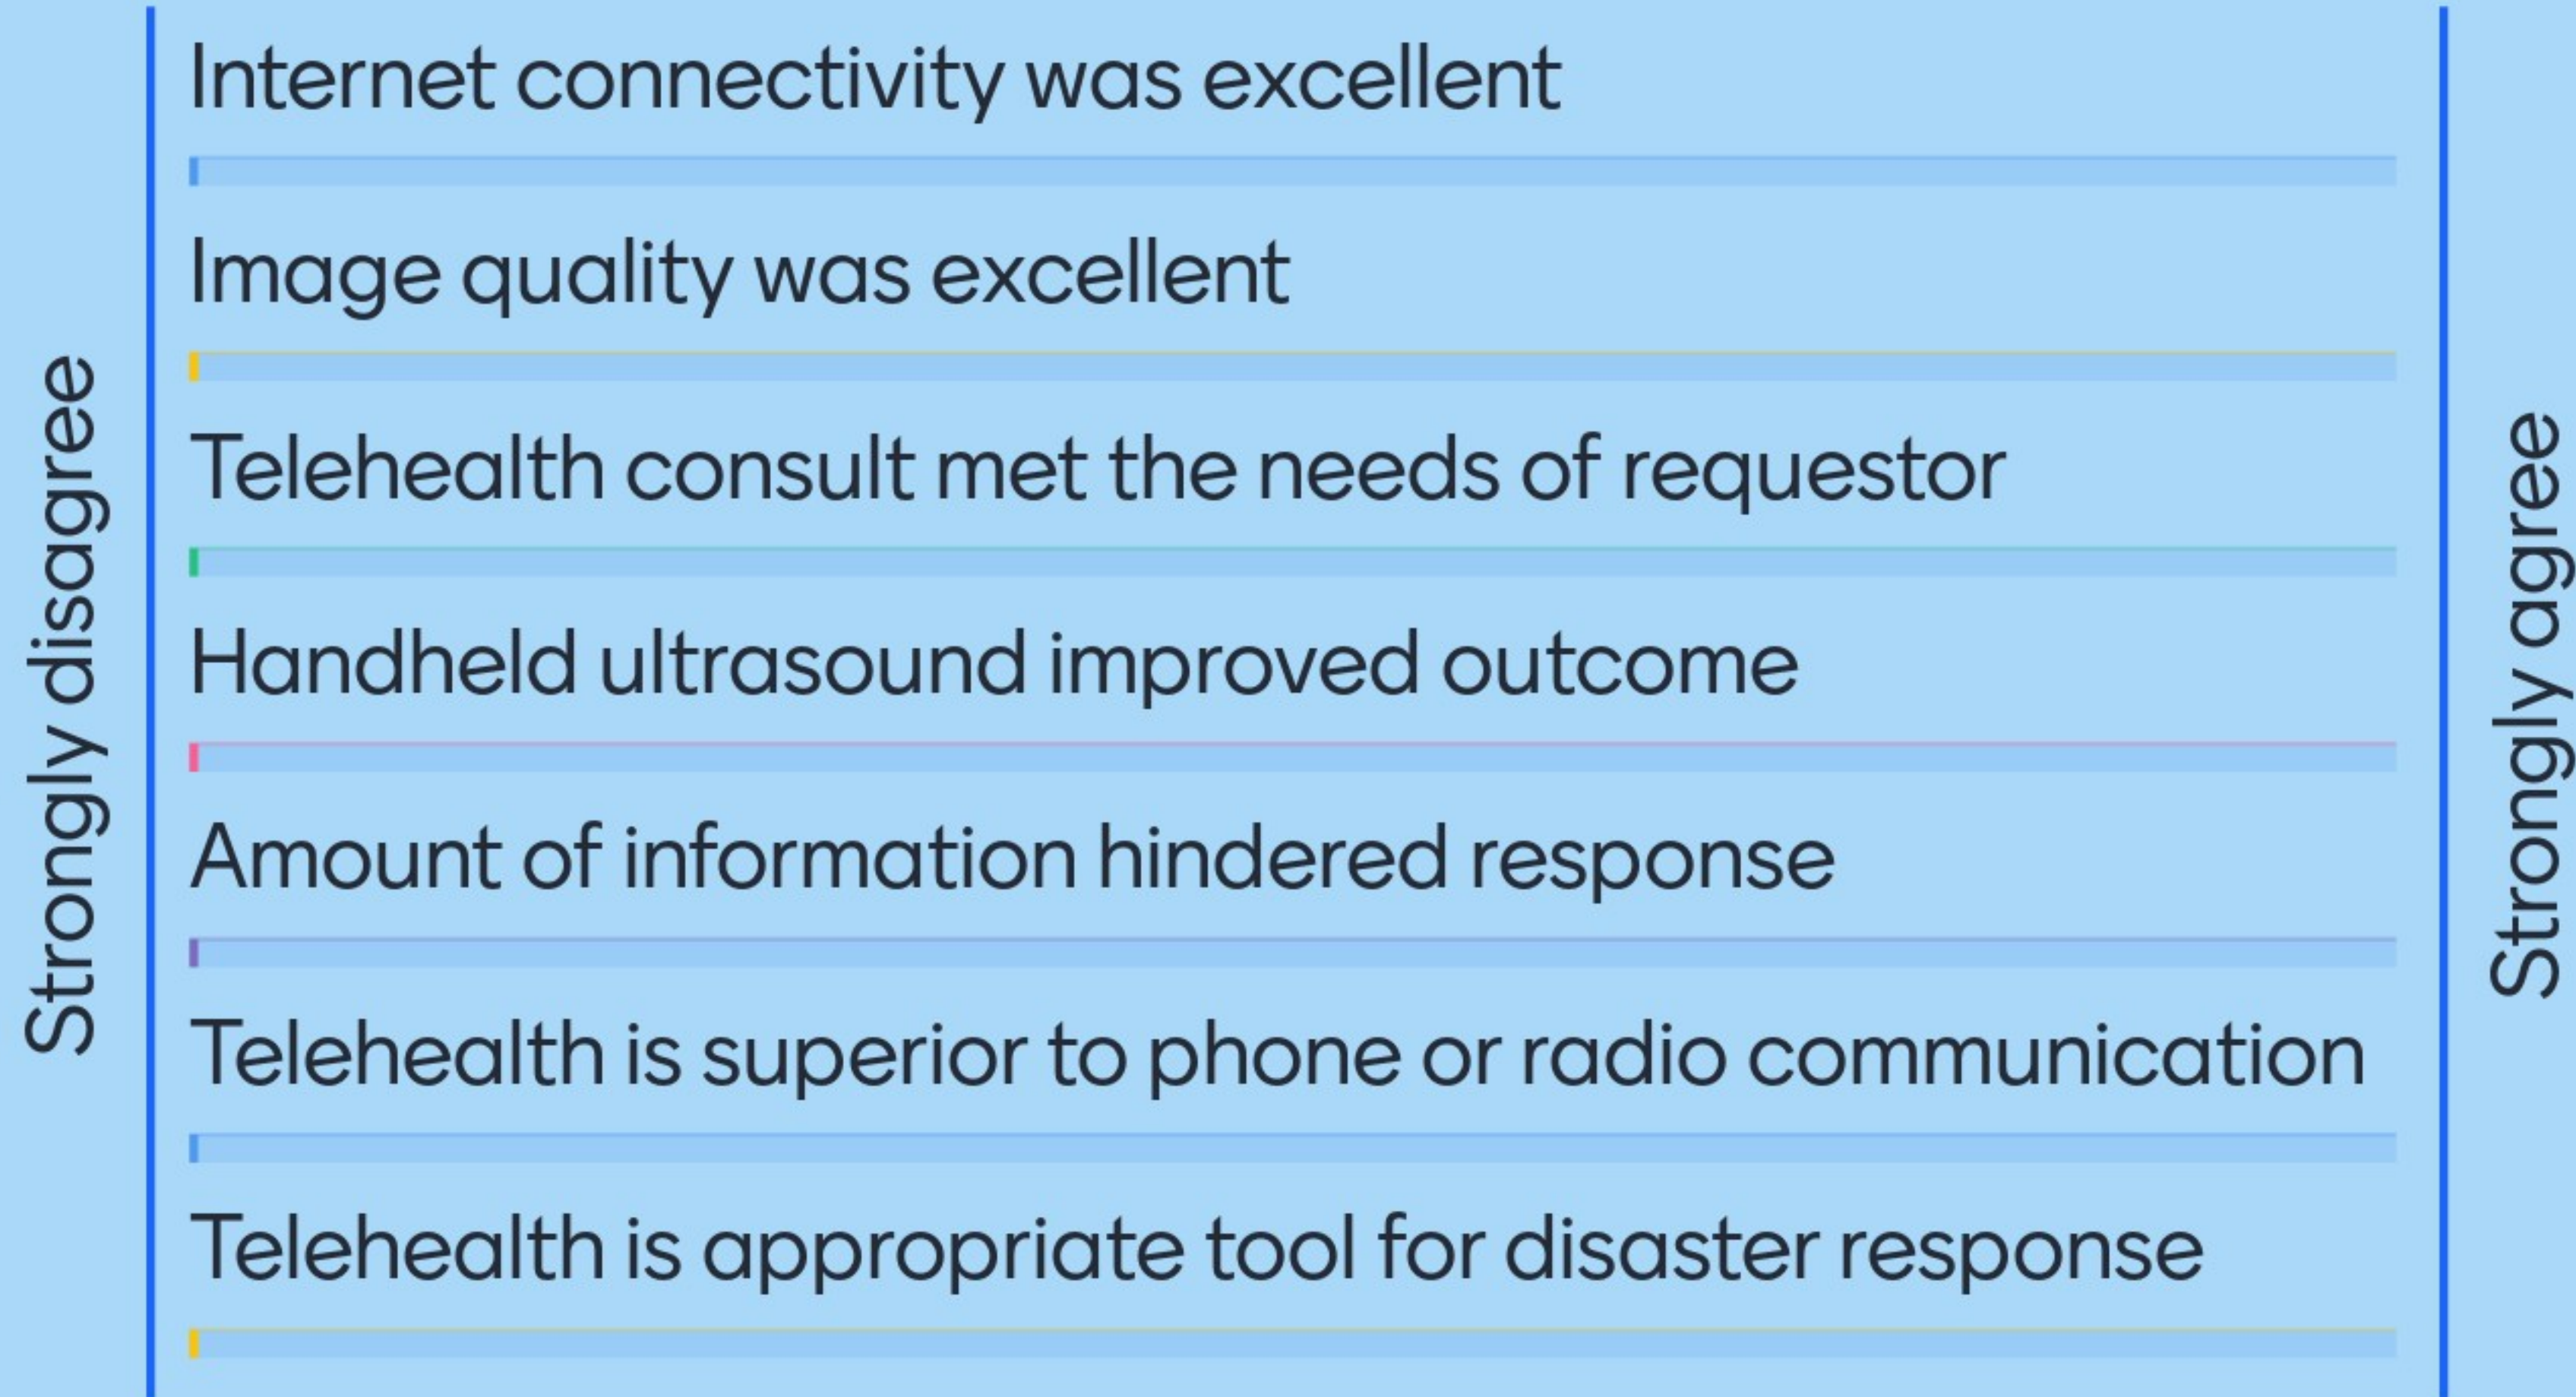 Strongly disagree
Internet connectivity was excellent
Image quality was excellent
Telehealth consult met the needs of requestor
Handheld ultrasound improved outcome
Amount of information hindered response
Telehealth is superior to phone or radio communication
Telehealth is appropriate tool for disaster response
Strongly agree